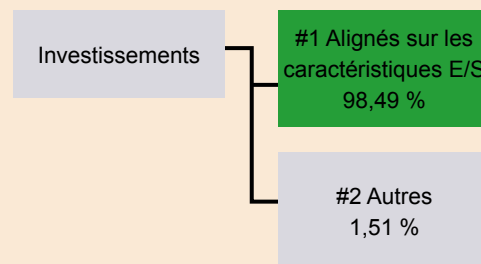 Investissements
#1 Alignés sur les
caractéristiques E/S
98,49 %
#2 Autres
1,51 %